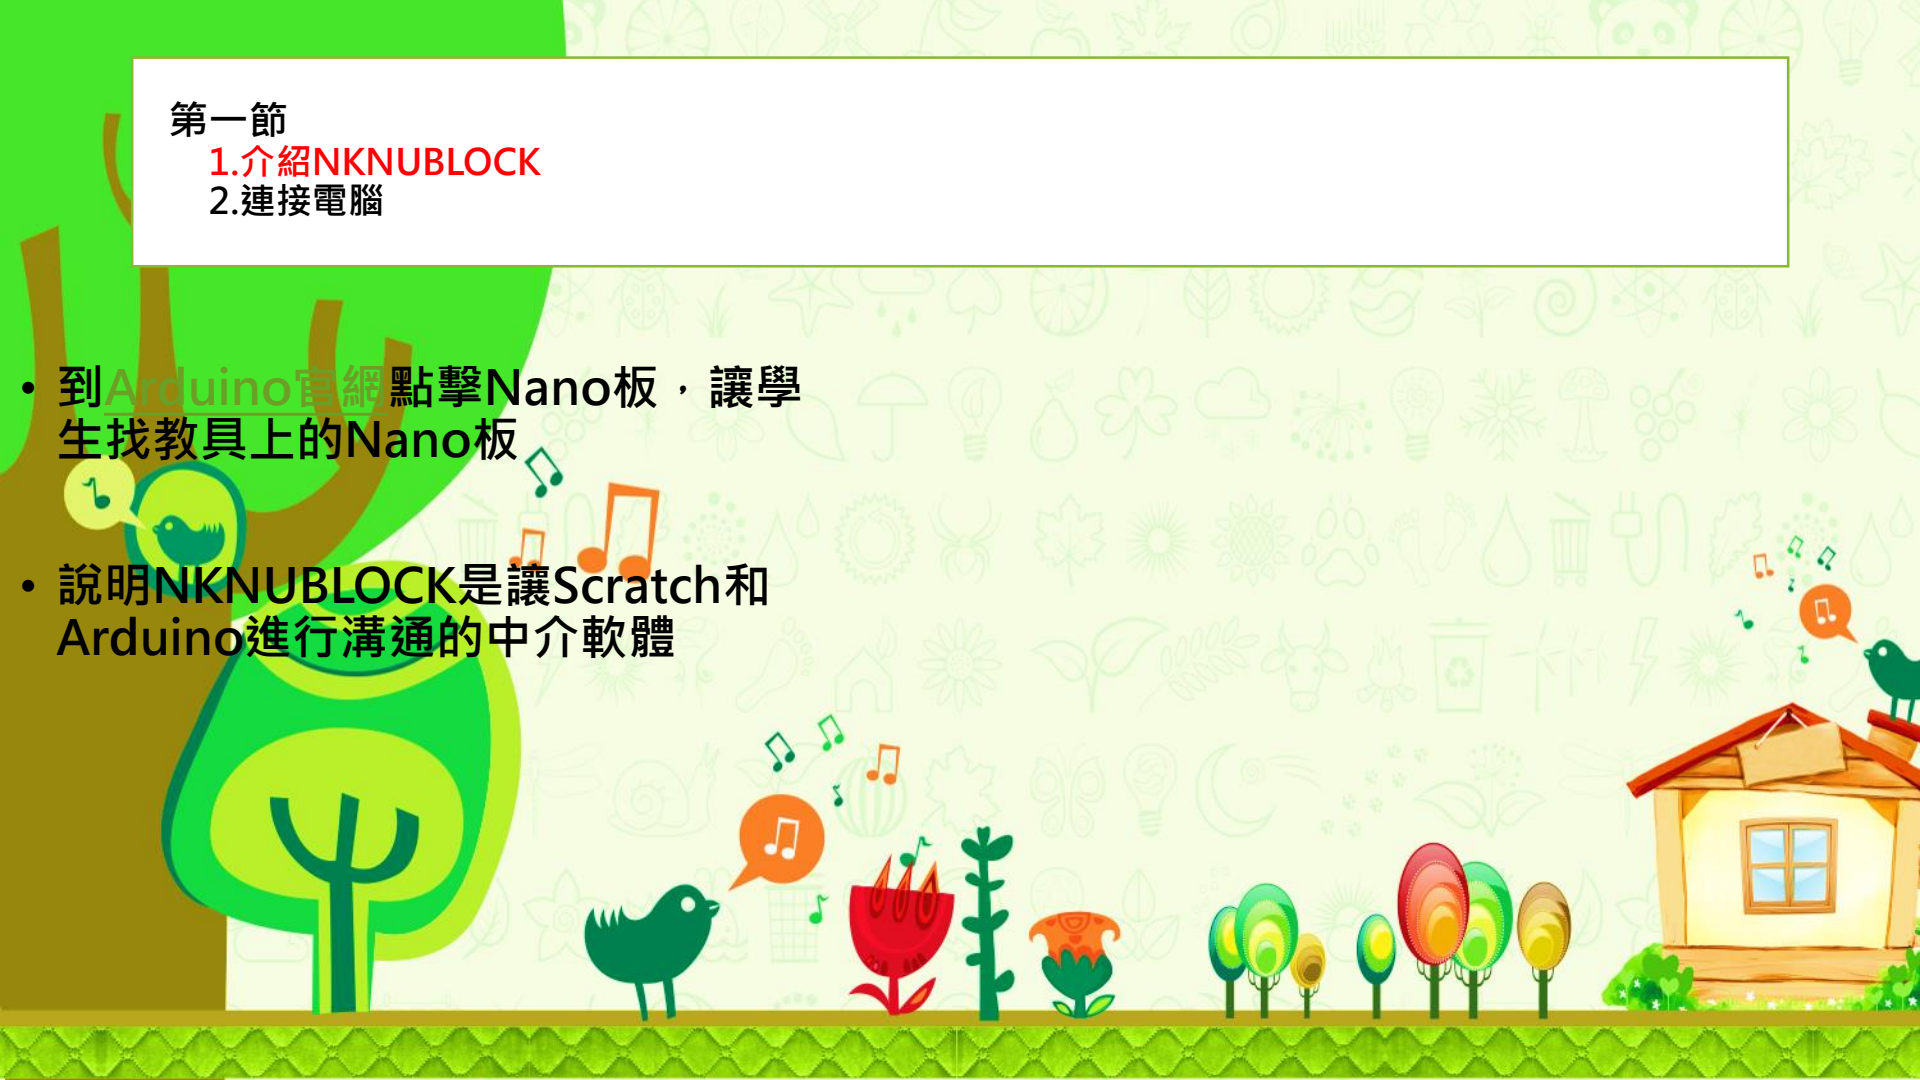 第一節
1.介紹NKNUBLOCK
2.連接電腦
• 到Arduino官網點擊Nano板，讓學
生找教具上的Nano板
• 說明NKNUBLOCK是讓Scratch和
Arduino進行溝通的中介軟體